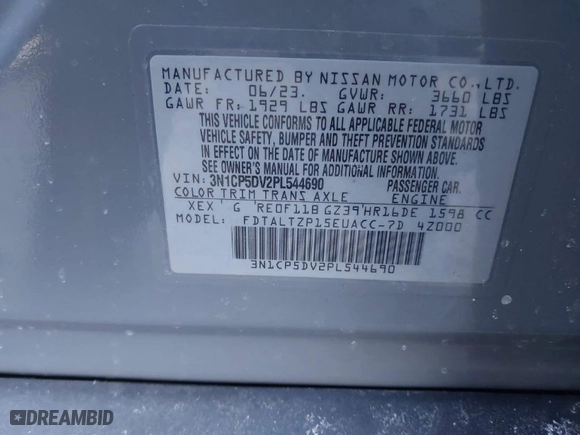 MANUFACTURED BY NISSAN MOTOR CO., LTD.
DATE: 06/23. GVWR: 3660 LBS
GAWR FR: 1929 LBS GAWR RR: 1731 LBS
THIS VEHICLE CONFORMS TO ALL APPLICABLE FEDERAL MOTOR
VEHICLE SAFETY, BUMPER AND THEFT PREVENTION STANDARDS
IN EFFECT ON THE DATE OF MANUFACTURE SHOWN ABOVE.
SEE OWNER'S MANUAL FOR ADDITIONAL INFORMATION.
VIN: 3N1CP5DV2PL544690 PASSENGER CAR.
COLOR TRIM TRANS AXLE ENGINE
XEX G RE0F11B GZ39 HR16DE 1598 CC
MODEL: FDTALTZP15EUACC-7D 4Z000
3N1CP5DV2PL544690
DREAMBID